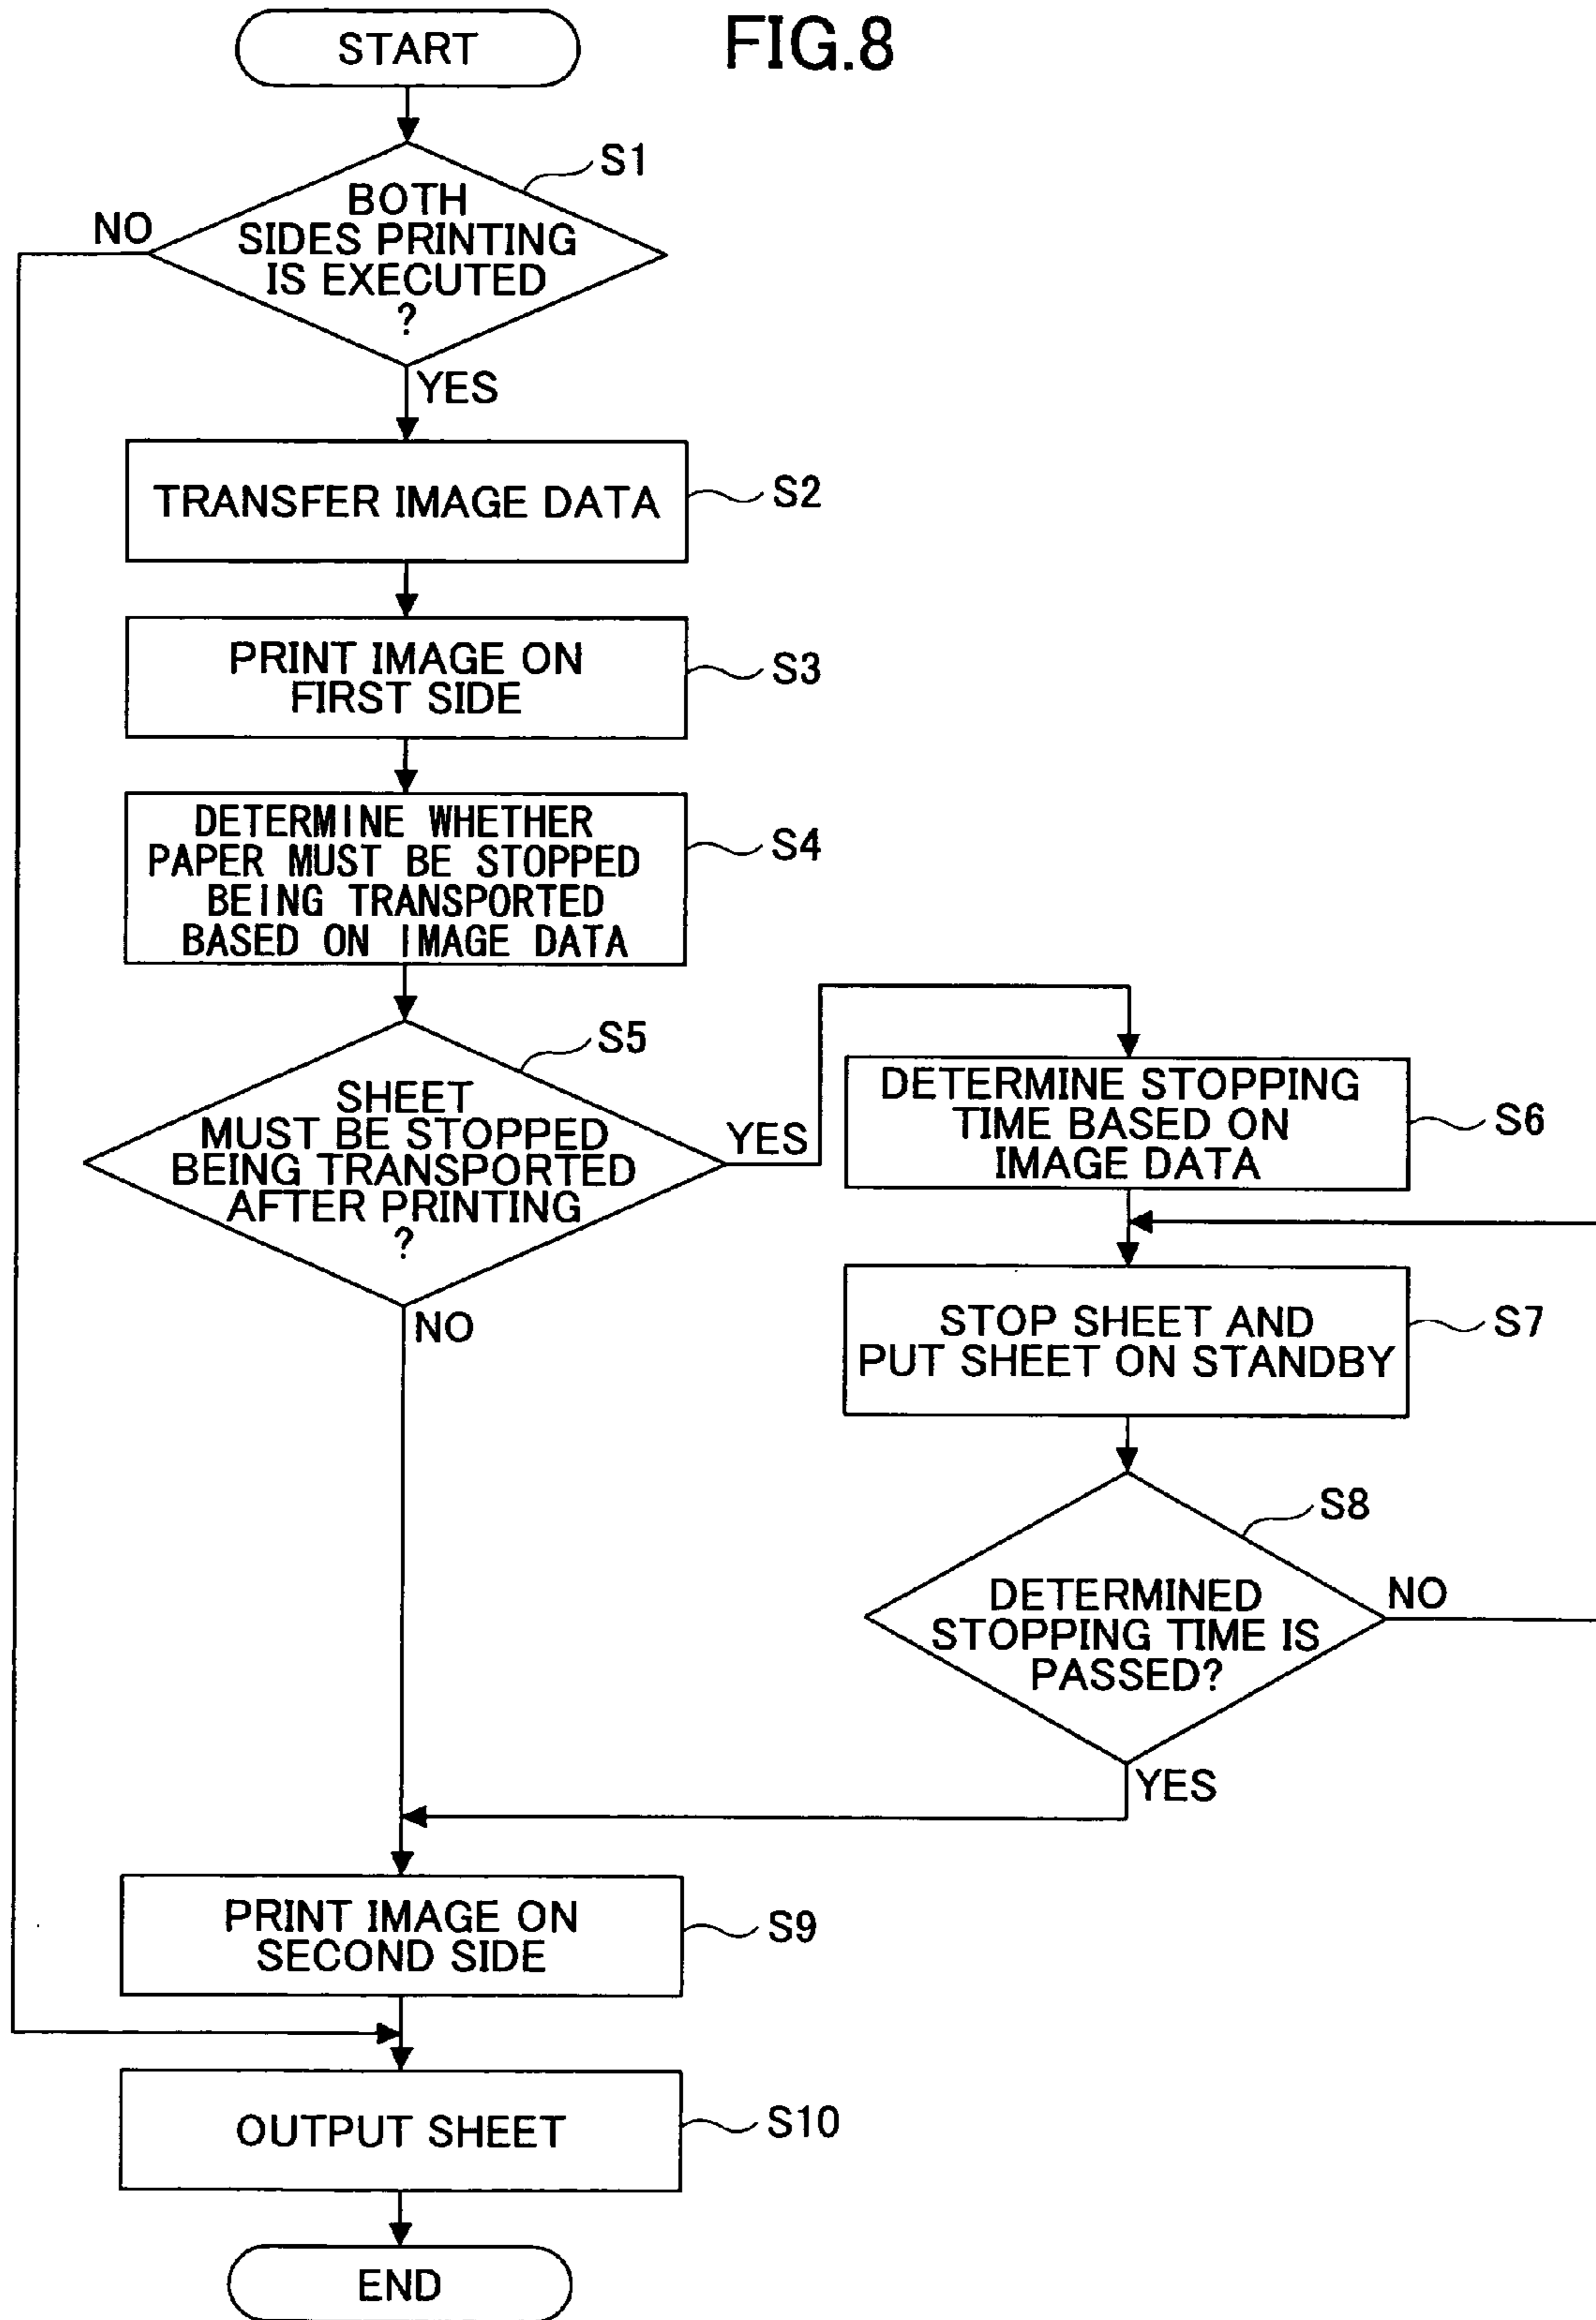 FIG.8
START
S1
BOTH
SIDES PRINTING
IS EXECUTED
?
NO
YES
TRANSFER IMAGE DATA
S2
PRINT IMAGE ON
FIRST SIDE
S3
DETERMINE WHETHER
PAPER MUST BE STOPPED
BEING TRANSPORTED
BASED ON IMAGE DATA
S4
S5
SHEET
MUST BE STOPPED
BEING TRANSPORTED
AFTER PRINTING
?
YES
NO
DETERMINE STOPPING
TIME BASED ON
IMAGE DATA
S6
STOP SHEET AND
PUT SHEET ON STANDBY
S7
S8
DETERMINED
STOPPING TIME IS
PASSED?
NO
YES
PRINT IMAGE ON
SECOND SIDE
S9
OUTPUT SHEET
S10
END